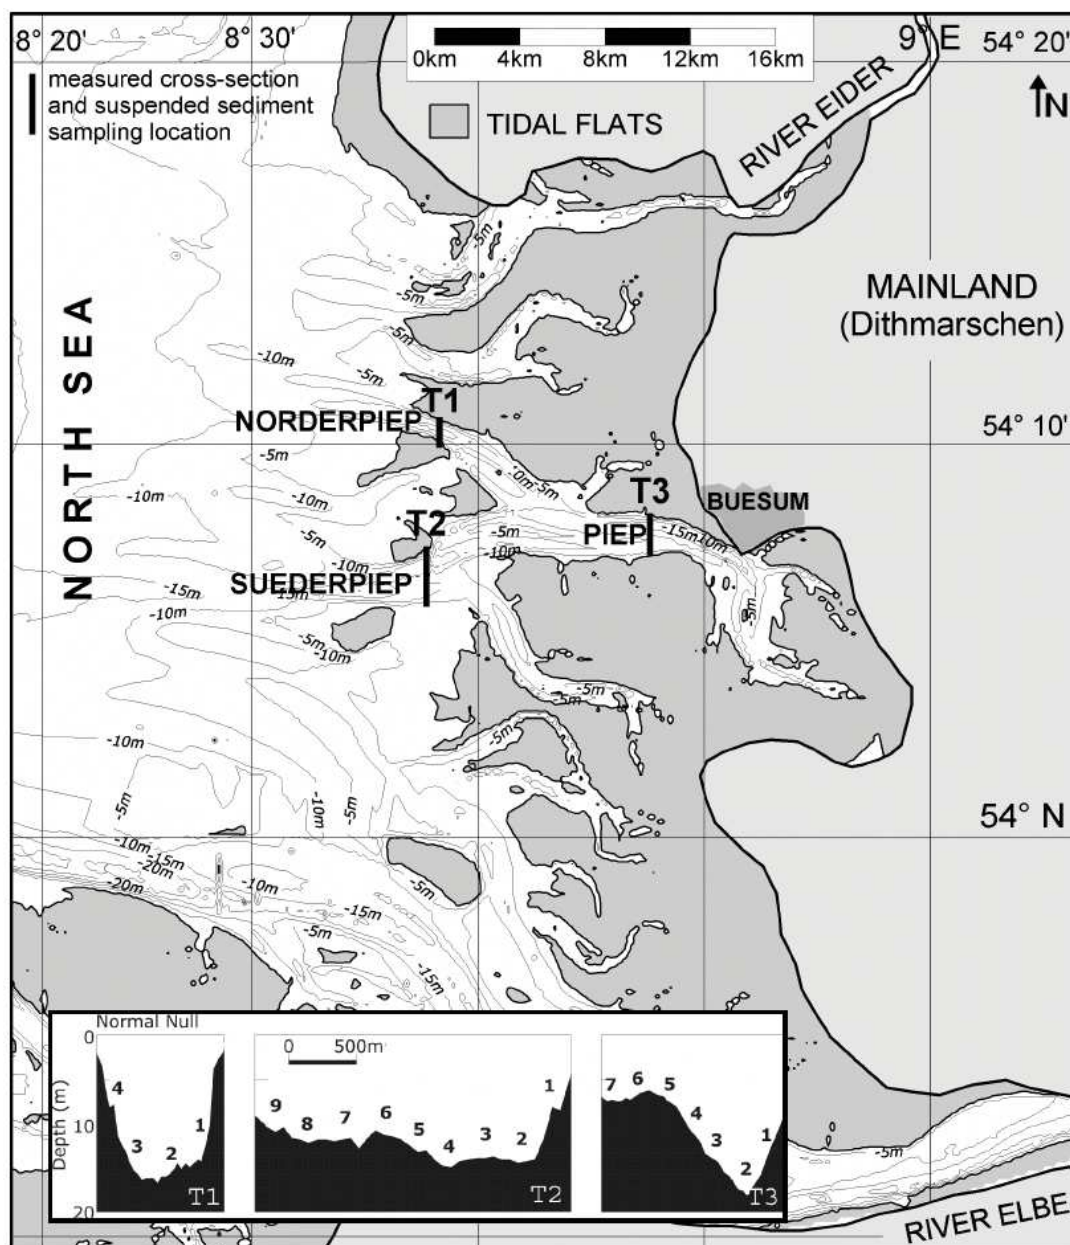 8° 20'
8° 30'
9° E
54° 20'
0km 4km 8km 12km 16km
measured cross-section
and suspended sediment
sampling location
TIDAL FLATS
RIVER EIDER
N
NORTH SEA
MAINLAND
(Dithmarschen)
-5m
-5m
-5m
-10m
-5m
T1
NORDERPIEP
54° 10'
-5m
-10m
-10m
-5m
T3
BUESUM
T2
-5m
PIEP
-15m
-10m
-5m
-10m
-10m
SUEDERPIEP
-15m
-15m
-10m
-5m
-5m
-10m
-5m
-5m
-5m
-10m
-5m
-10m
-5m
54° N
-10m
-15m
-20m
-20m
-10m
-5m
-15m
-5m
-15m
Normal Null
0
10
20
Depth (m)
4 3 2 1
T1
0 500m
9 8 7 6 5 4 3 2 1
T2
7 6 5 4 3 2 1
T3
-5m
RIVER ELBE